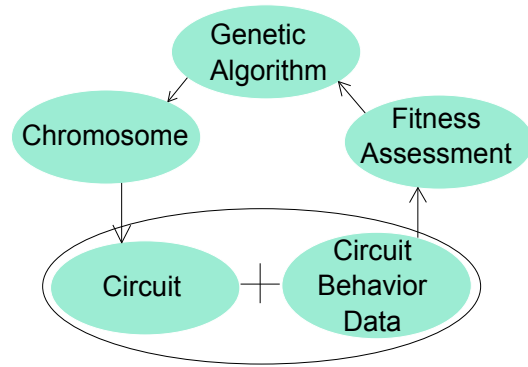 Genetic
Algorithm
Chromosome
Fitness
Assessment
Circuit
+
Circuit
Behavior
Data